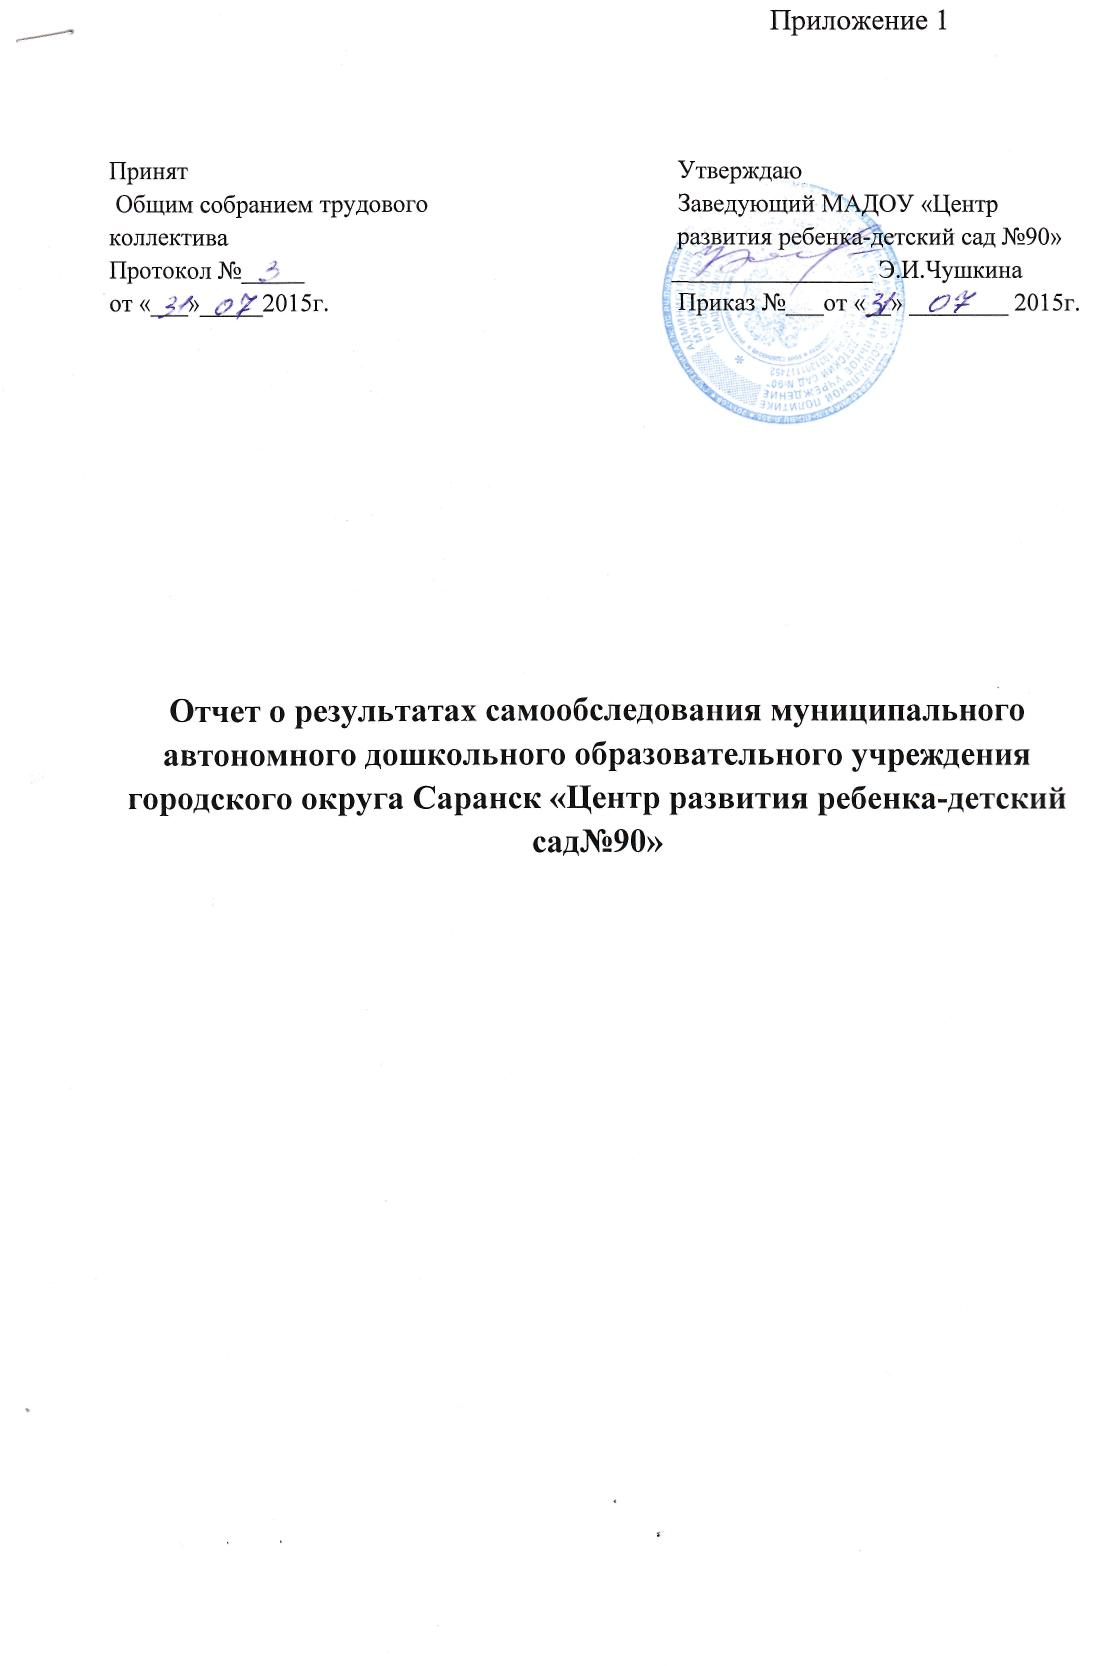 Приложение 1
Принят
Общим собранием трудового
коллектива
Протокол № 3
от «31» 07 2015г.
Утверждаю
Заведующий МАДОУ «Центр
развития ребенка-детский сад №90»
Э.И.Чушкина
Приказ №___от «31» 07 2015г.
Отчет о результатах самообследования муниципального
автономного дошкольного образовательного учреждения
городского округа Саранск «Центр развития ребенка-детский
сад№90»